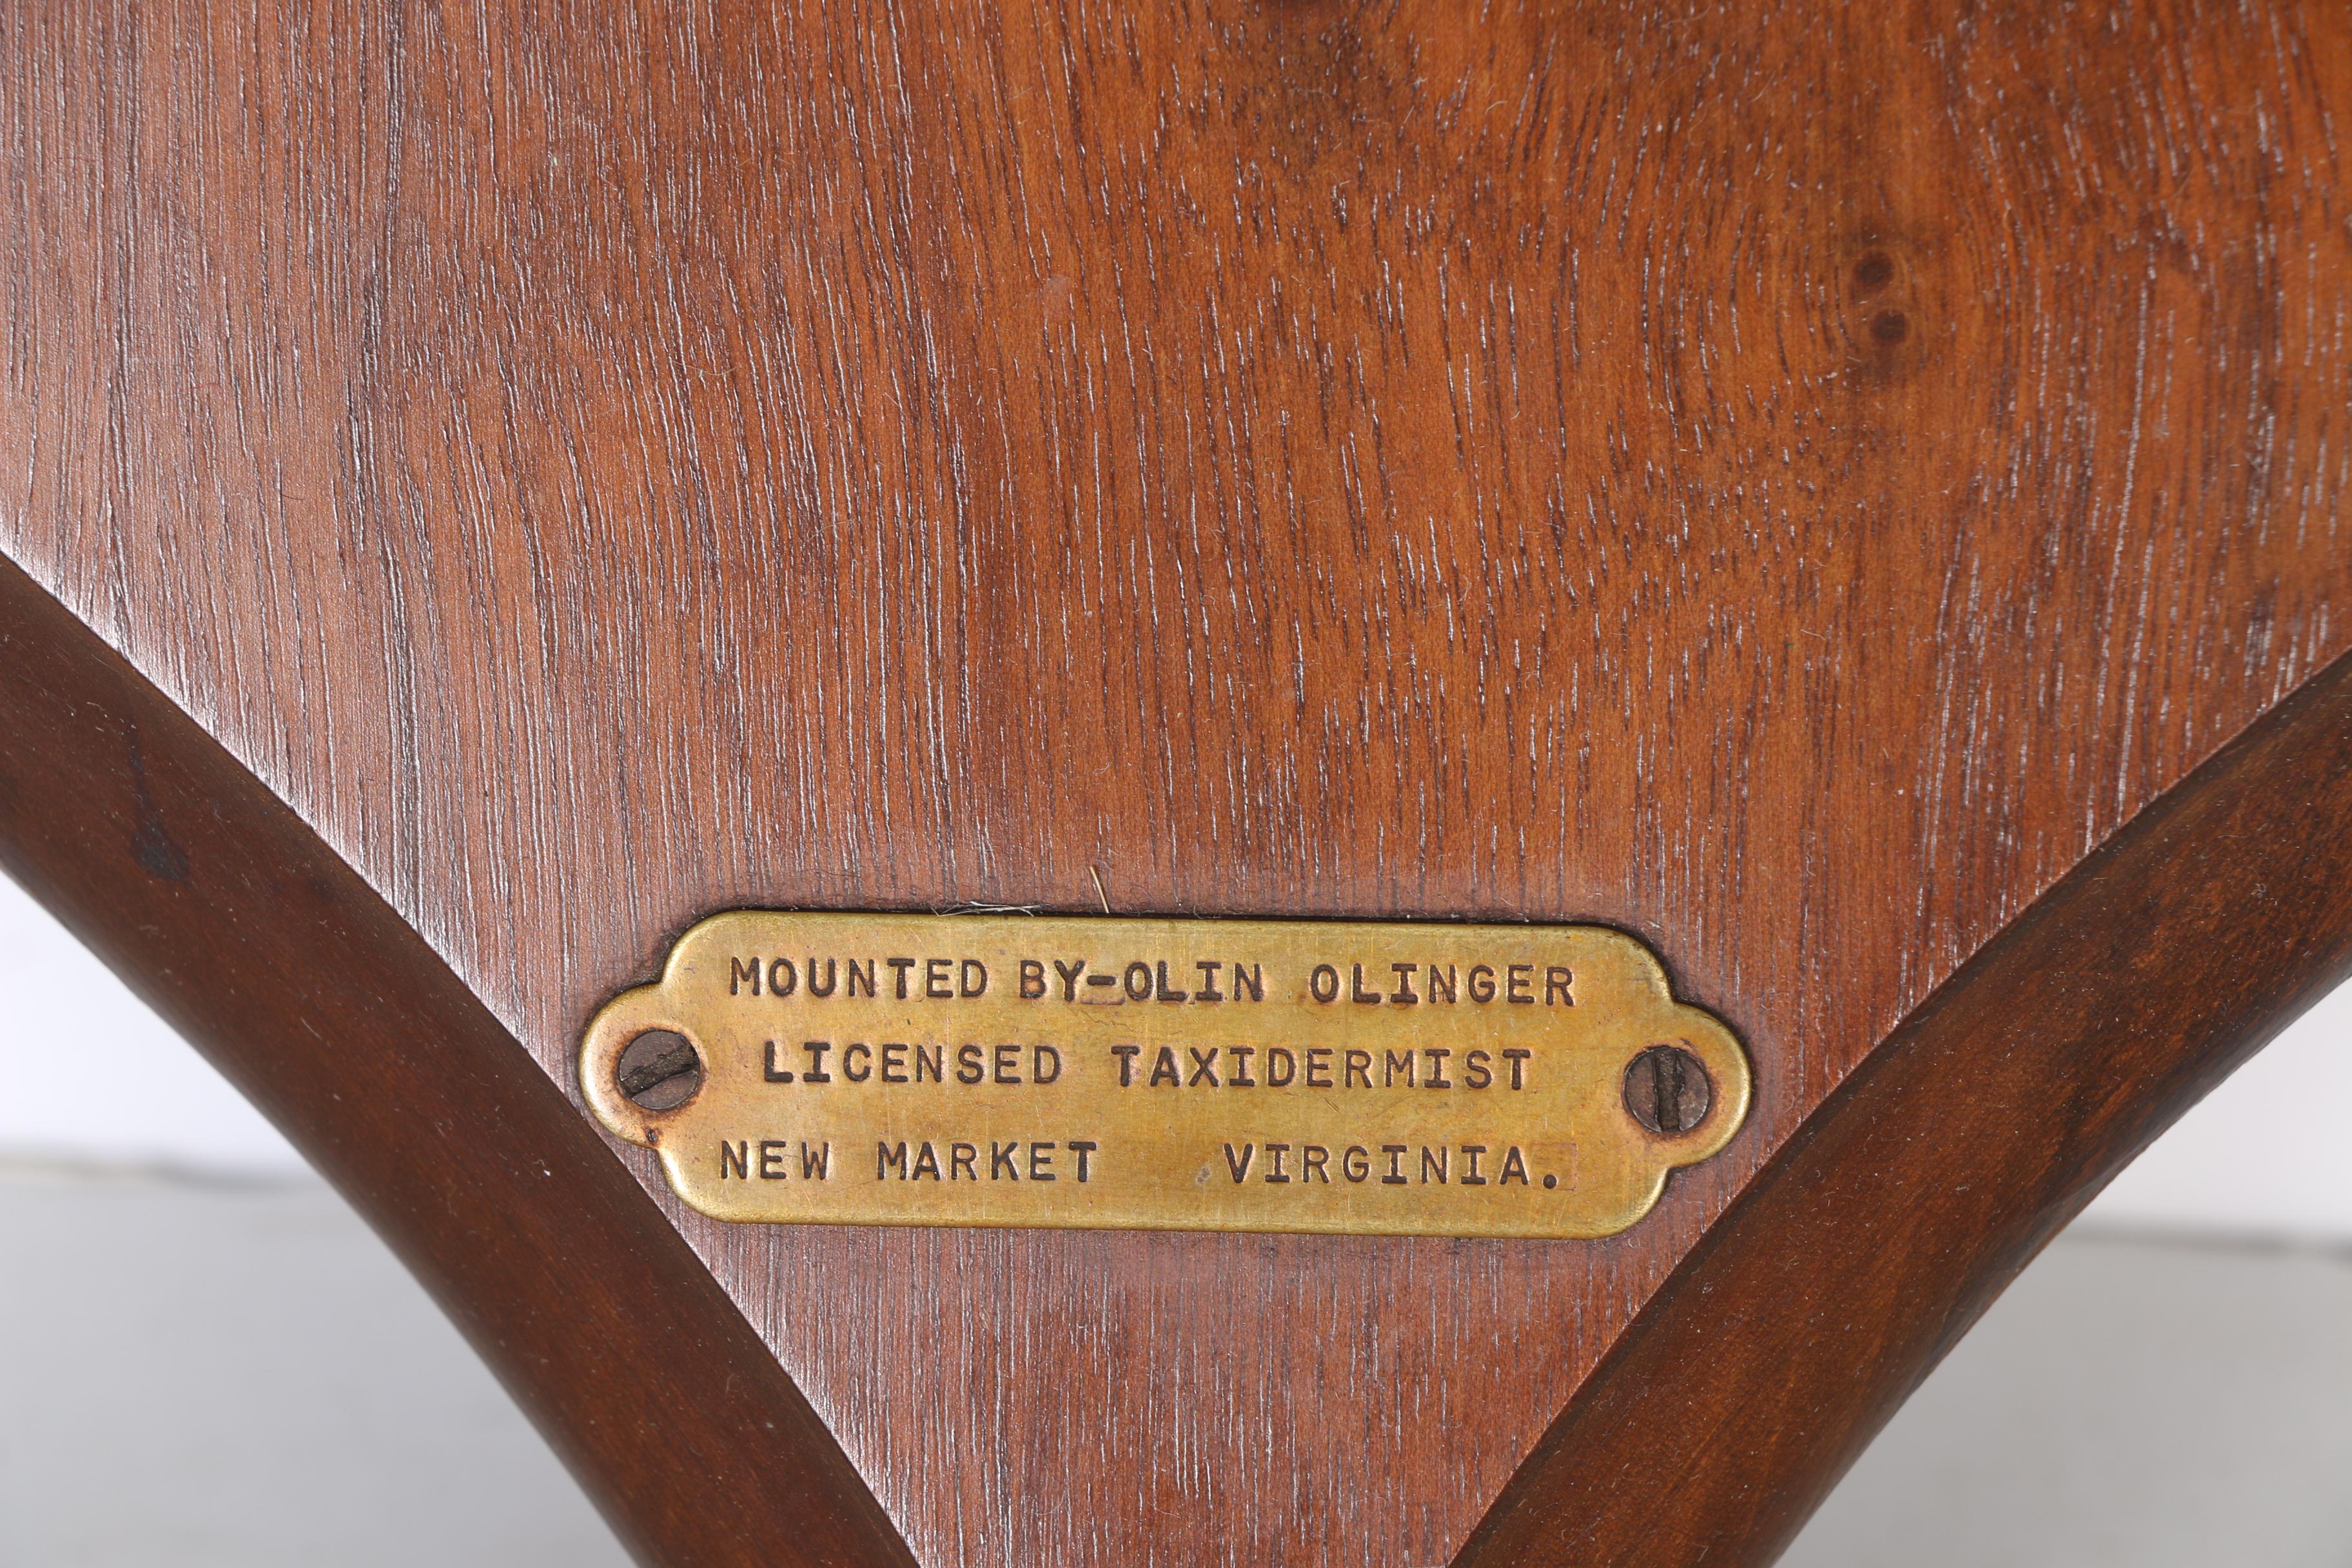 MOUNTED BY-OLIN OLINGER
LICENSED TAXIDERMIST
NEW MARKET VIRGINIA.